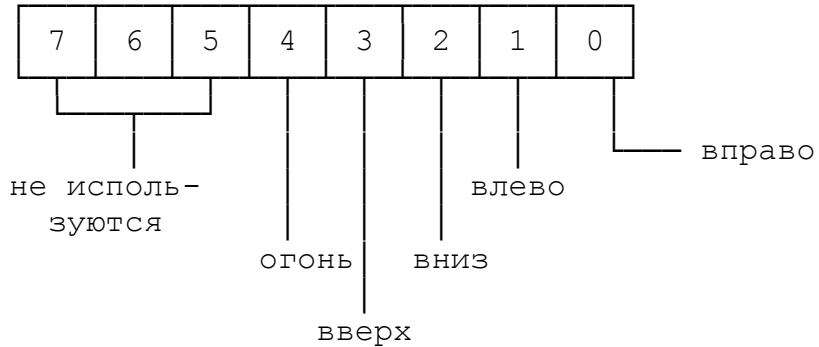 7 6 5 4 3 2 1 0
вправо
не исполь- влево
зуются
огонь вниз
вверх